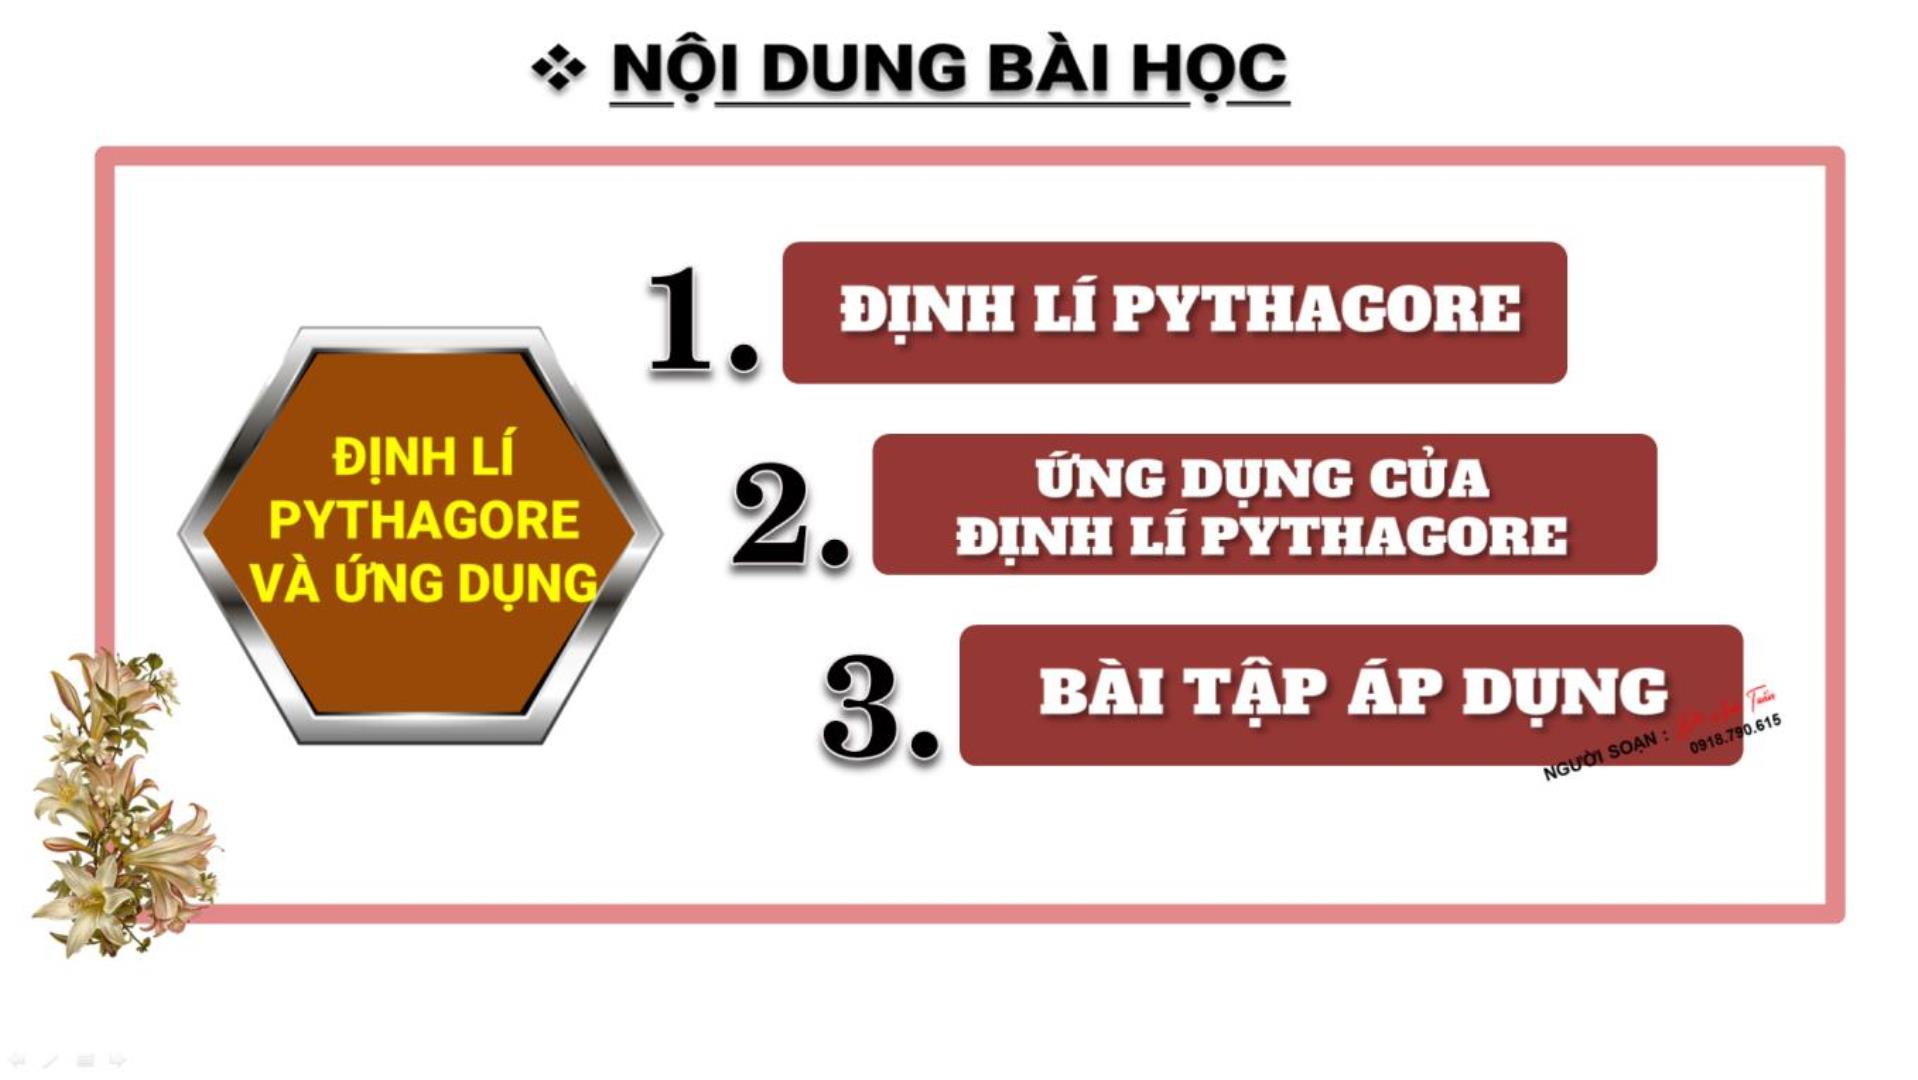 ❖ NỘI DUNG BÀI HỌC
ĐỊNH LÍ
PYTHAGORE
VÀ ỨNG DỤNG
1. ĐỊNH LÍ PYTHAGORE
2. ỨNG DỤNG CỦA
ĐỊNH LÍ PYTHAGORE
3. BÀI TẬP ÁP DỤNG
NGƯỜI SOẠN : Tuấn
0918.790.615